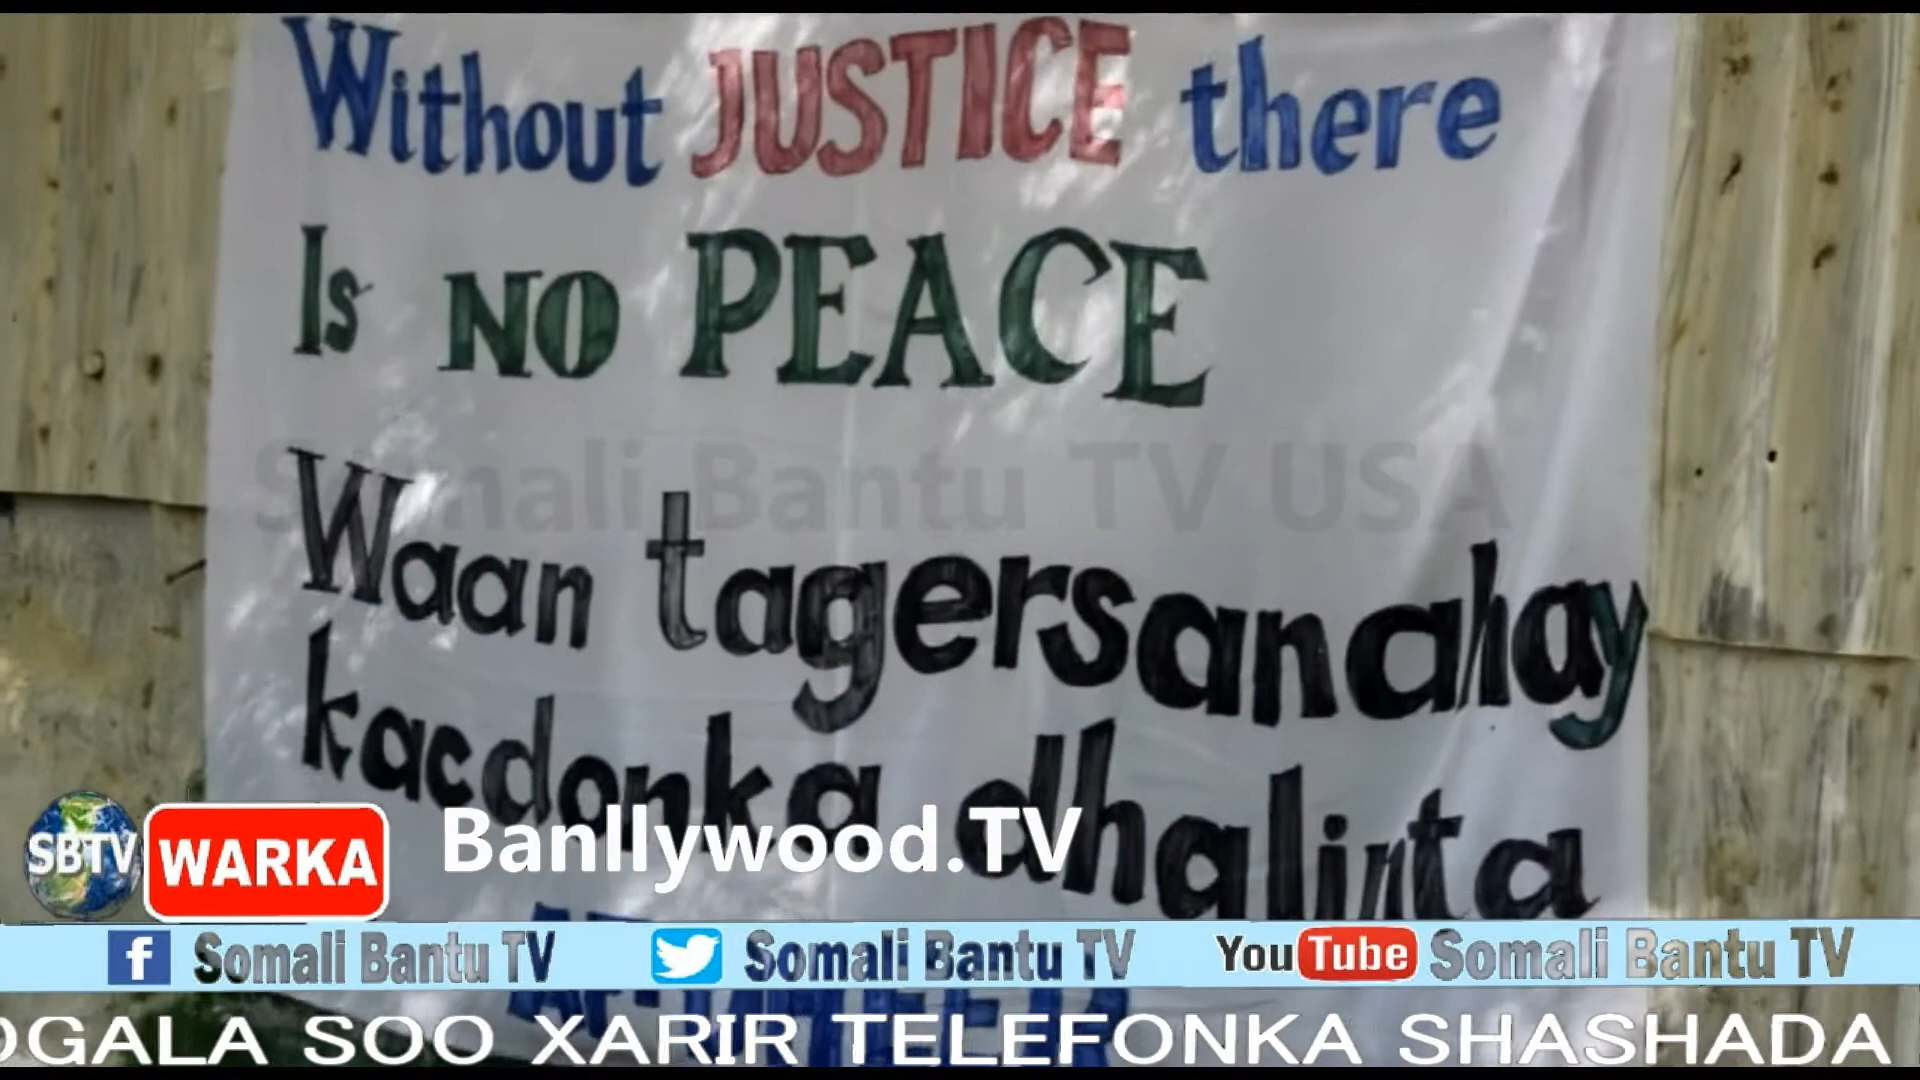 Without JUSTICE there
Is NO PEACE
Somali Bantu TV USA
Waan tagersanahay
kacdonka dhalinta
SBTV WARKA Banllywood.TV
f Somali Bantu TV Somali Bantu TV YouTube Somali Bantu TV
OGALA SOO XARIR TELEFONKA SHASHADA